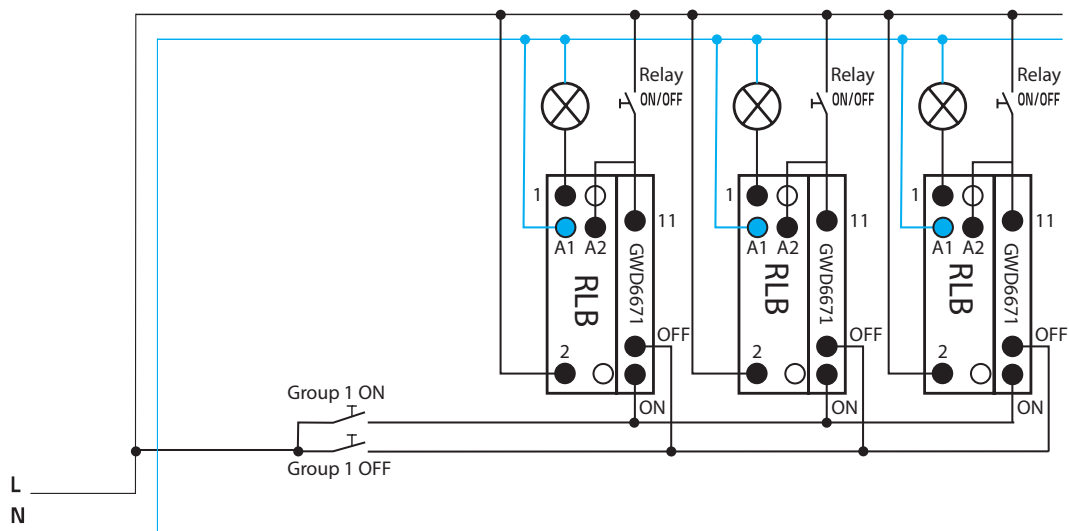 Relay
ON/OFF
Relay
ON/OFF
Relay
ON/OFF
1
11
A1 A2
RLB
GWD6671
OFF
2
ON
1
11
A1 A2
RLB
GWD6671
OFF
2
ON
1
11
A1 A2
RLB
GWD6671
OFF
2
ON
Group 1 ON
Group 1 OFF
L
N